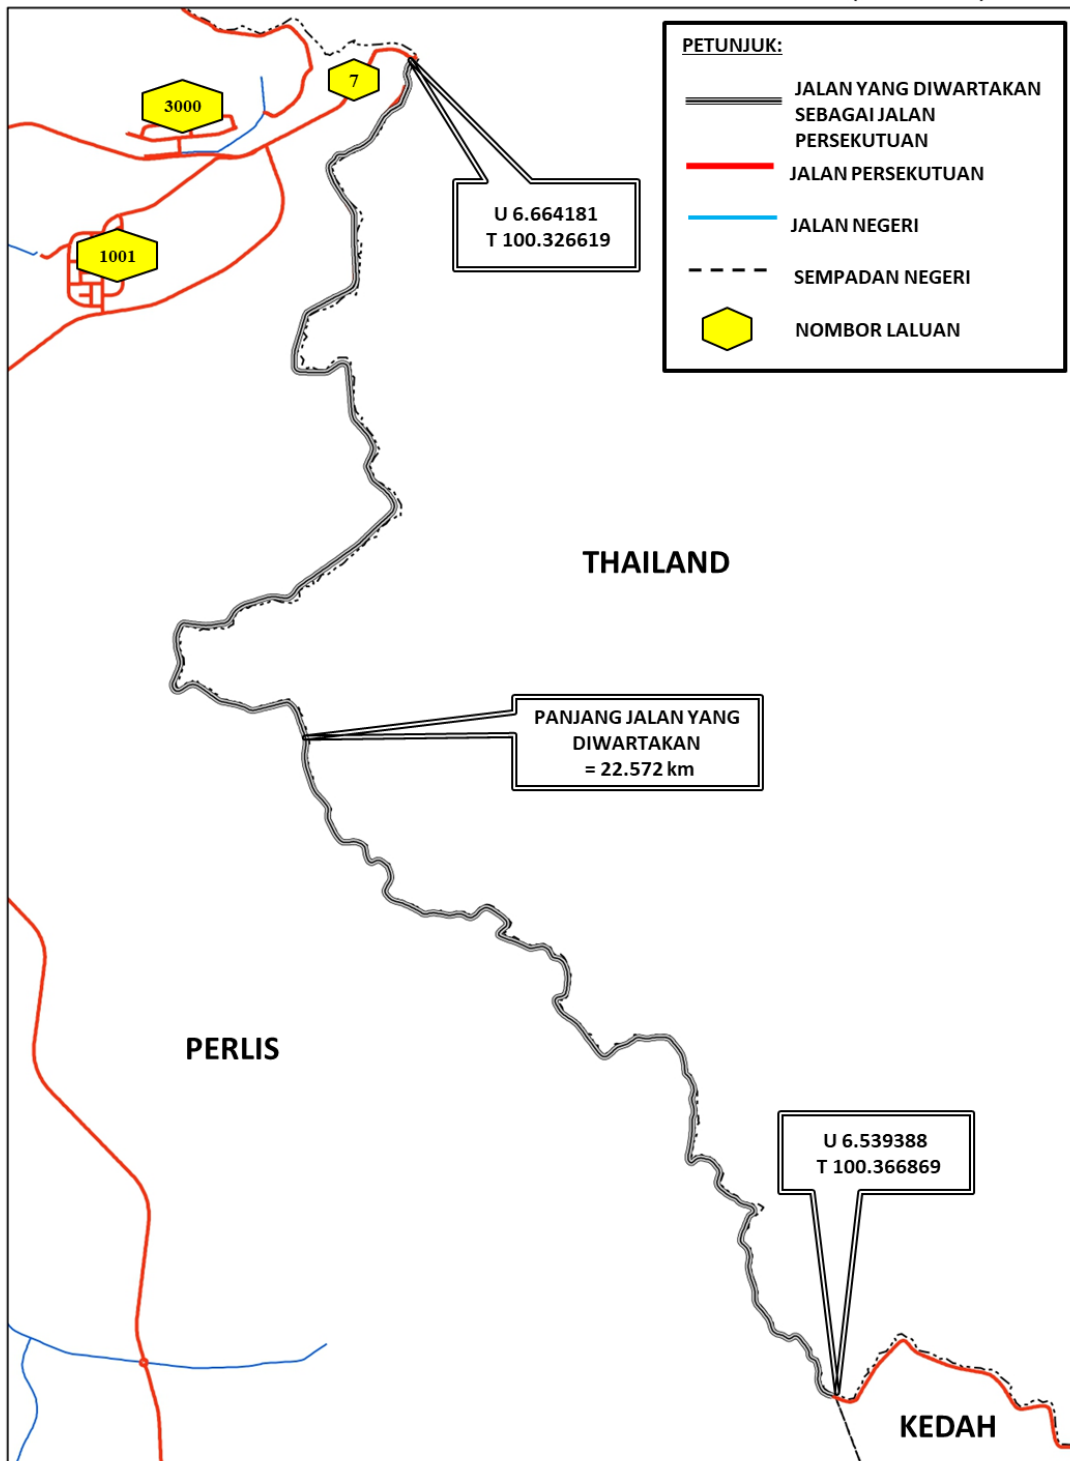 PETUNJUK:
JALAN YANG DIWARTAKAN
SEBAGAI JALAN
PERSEKUTUAN
JALAN PERSEKUTUAN
JALAN NEGERI
SEMPADAN NEGERI
NOMBOR LALUAN
7
3000
1001
U 6.664181
T 100.326619
THAILAND
PANJANG JALAN YANG
DIWARTAKAN
= 22.572 km
PERLIS
U 6.539388
T 100.366869
KEDAH